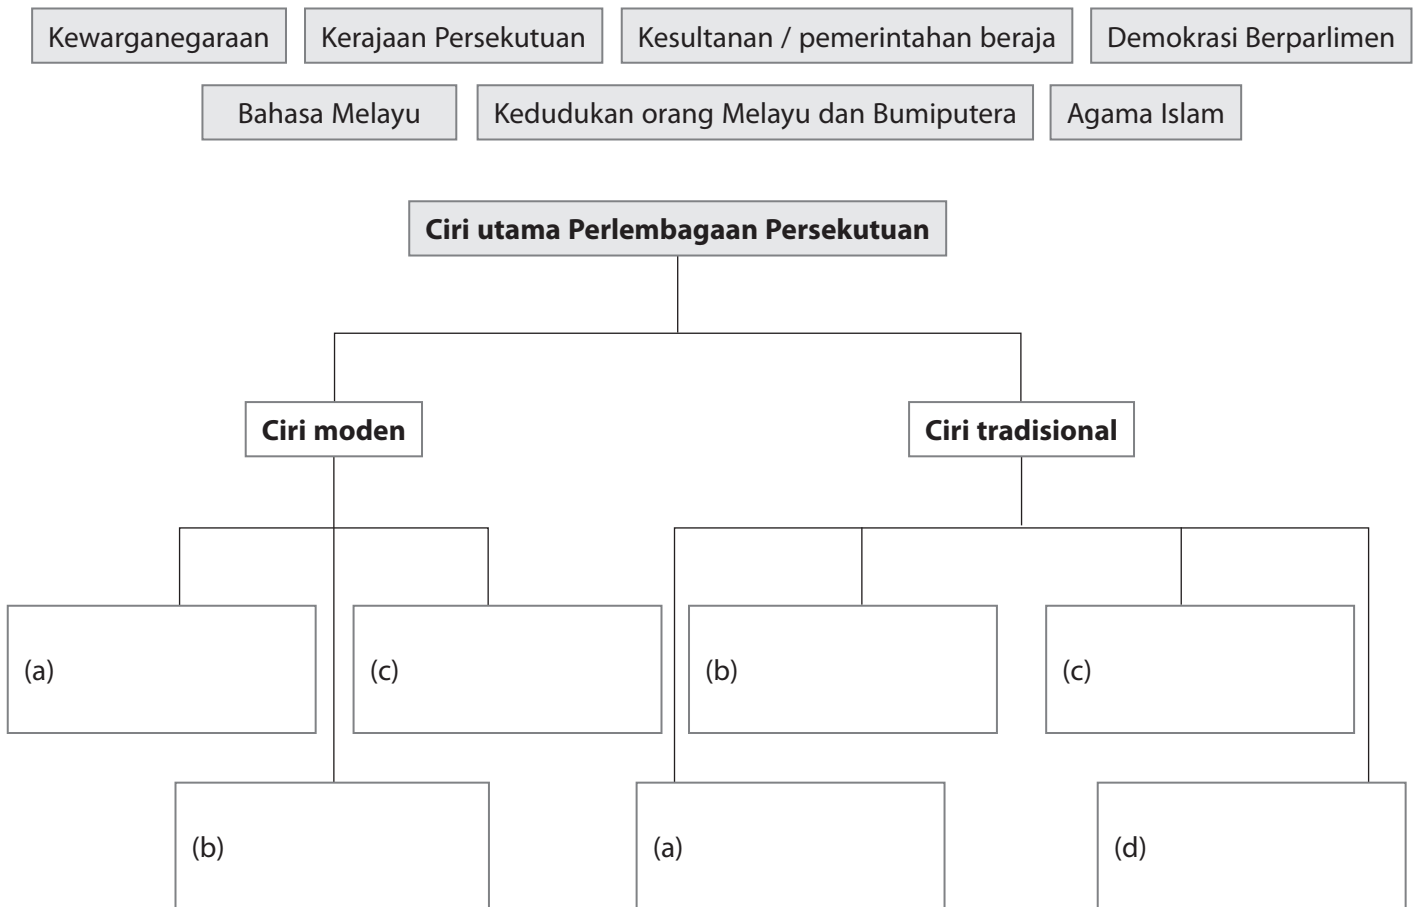 Kewarganegaraan
Kerajaan Persekutuan
Kesultanan / pemerintahan beraja
Demokrasi Berparlimen
Bahasa Melayu
Kedudukan orang Melayu dan Bumiputera
Agama Islam
Ciri utama Perlembagaan Persekutuan
Ciri moden
Ciri tradisional
(a)
(c)
(b)
(c)
(b)
(a)
(d)